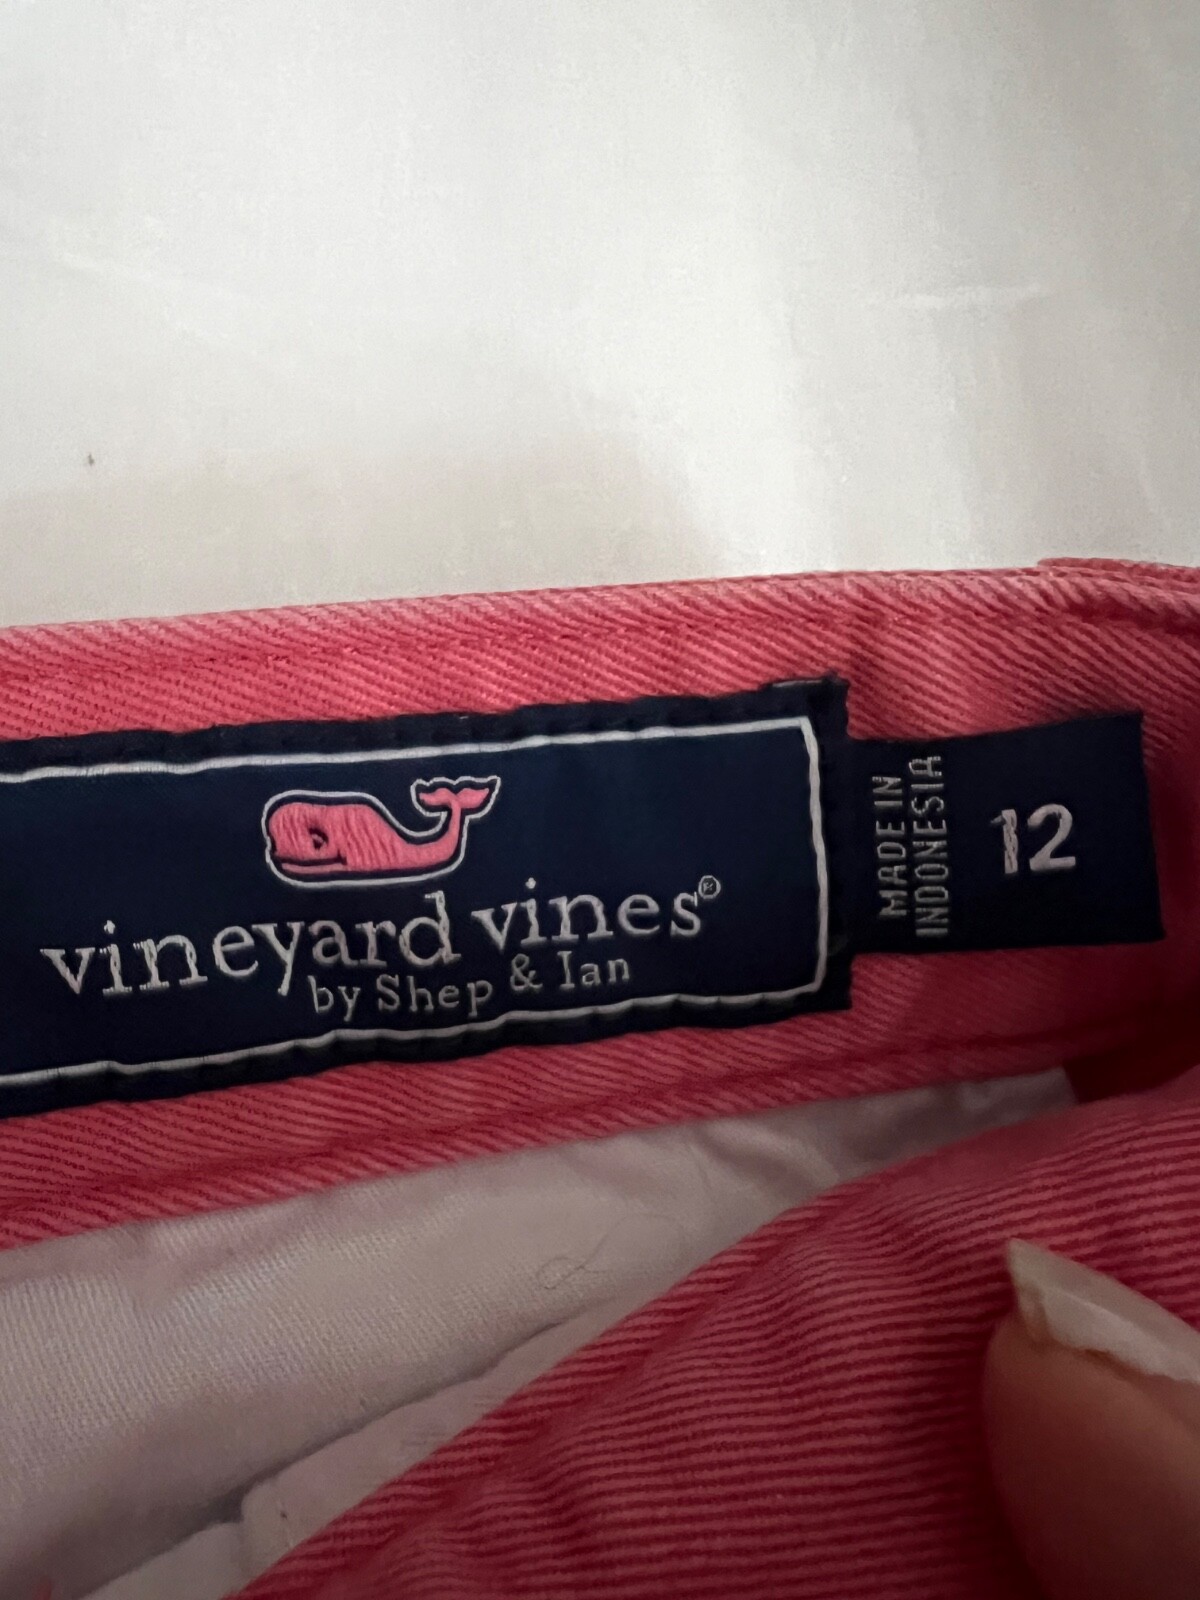 vineyard vines®
by Shep & Ian
MADE IN
INDONESIA
12